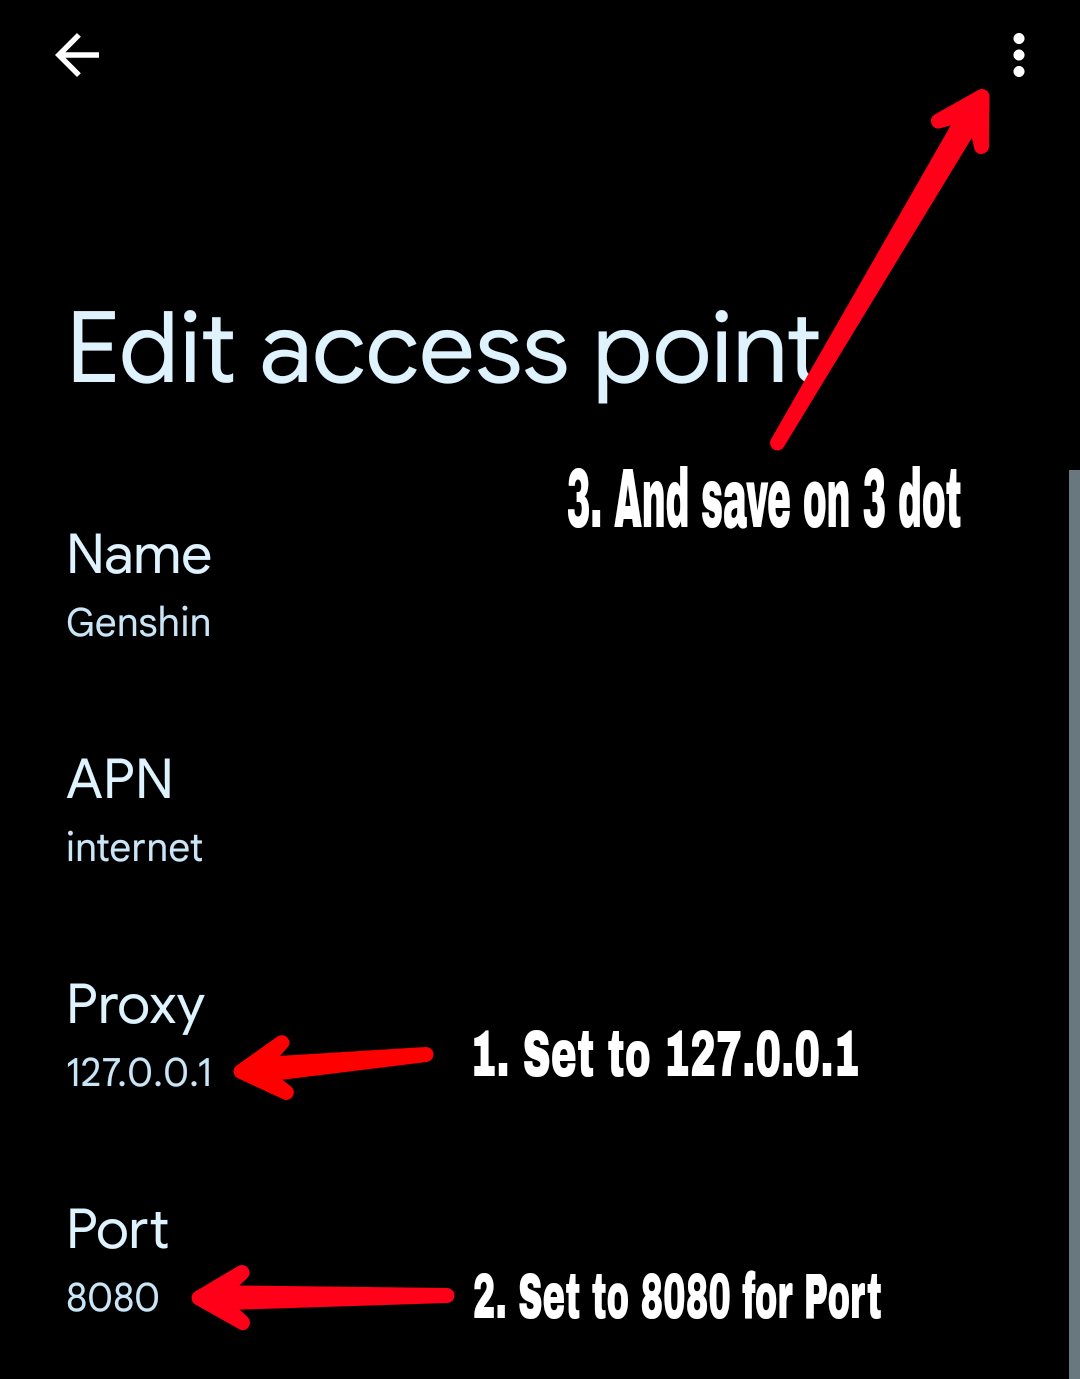 Edit access point
3. And save on 3 dot
Name
Genshin
APN
internet
Proxy
127.0.0.1
1. Set to 127.0.0.1
Port
8080
2. Set to 8080 for Port